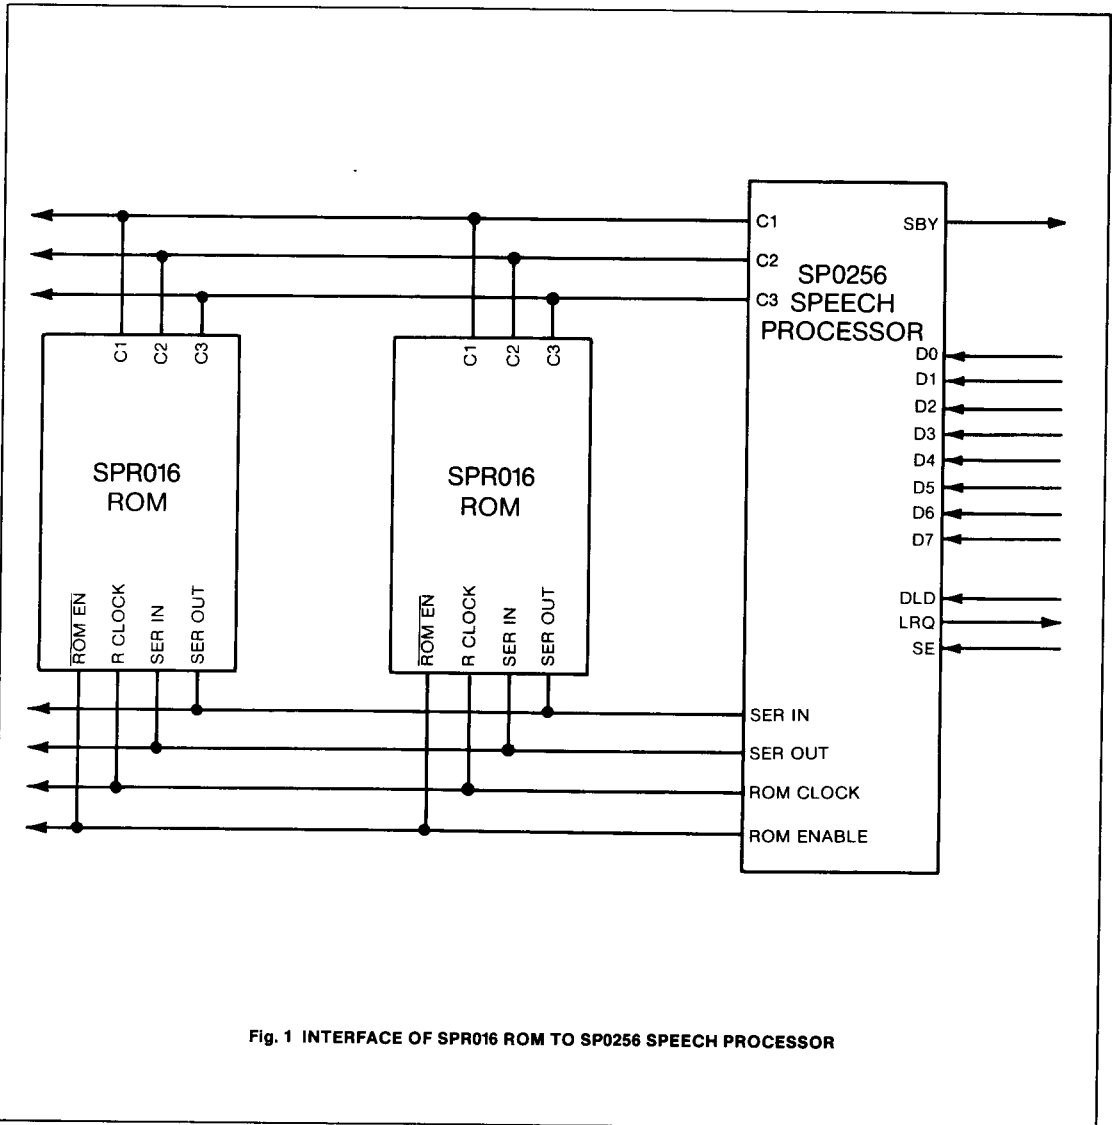 C1
SBY
C2
SP0256
SPEECH
PROCESSOR
C3
C1
C2
C3
C1
C2
C3
D0
D1
D2
D3
D4
D5
D6
D7
SPR016
ROM
SPR016
ROM
ROM EN
R CLOCK
SER IN
SER OUT
ROM EN
R CLOCK
SER IN
SER OUT
DLD
LRQ
SE
SER IN
SER OUT
ROM CLOCK
ROM ENABLE
Fig. 1 INTERFACE OF SPR016 ROM TO SP0256 SPEECH PROCESSOR